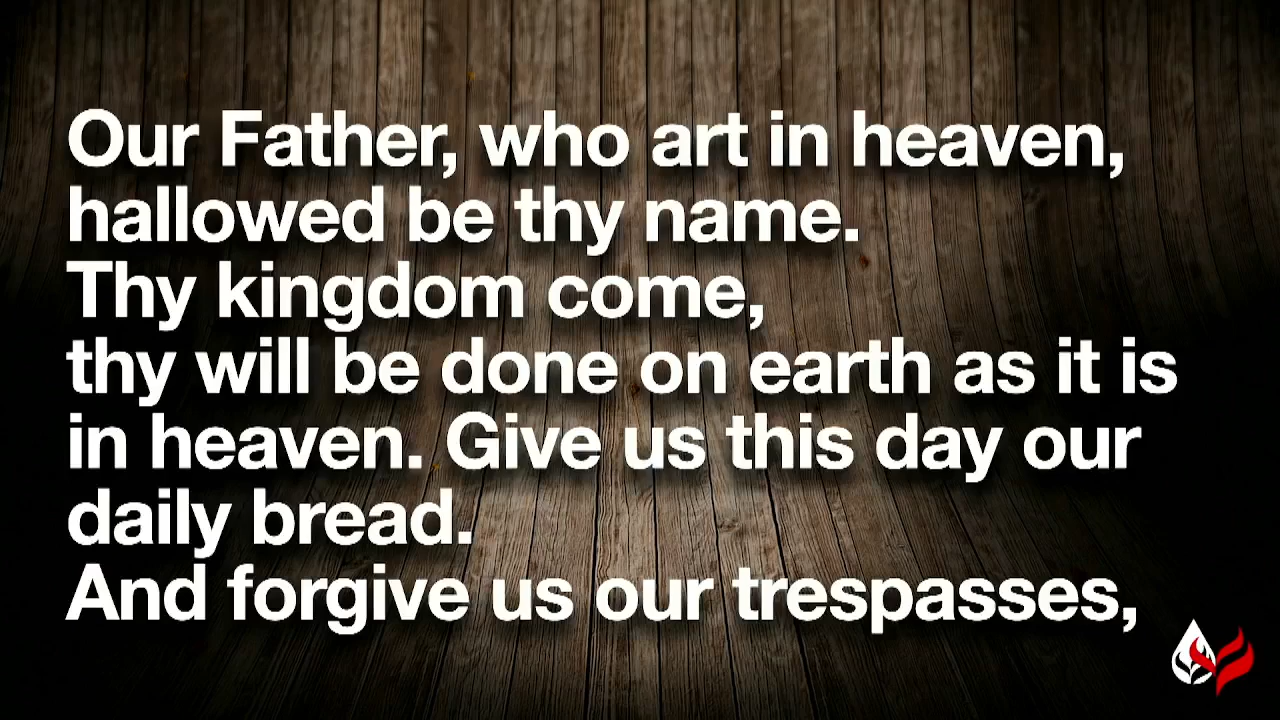 Our Father, who art in heaven,
hallowed be thy name.
Thy kingdom come,
thy will be done on earth as it is
in heaven. Give us this day our
daily bread.
And forgive us our trespasses,